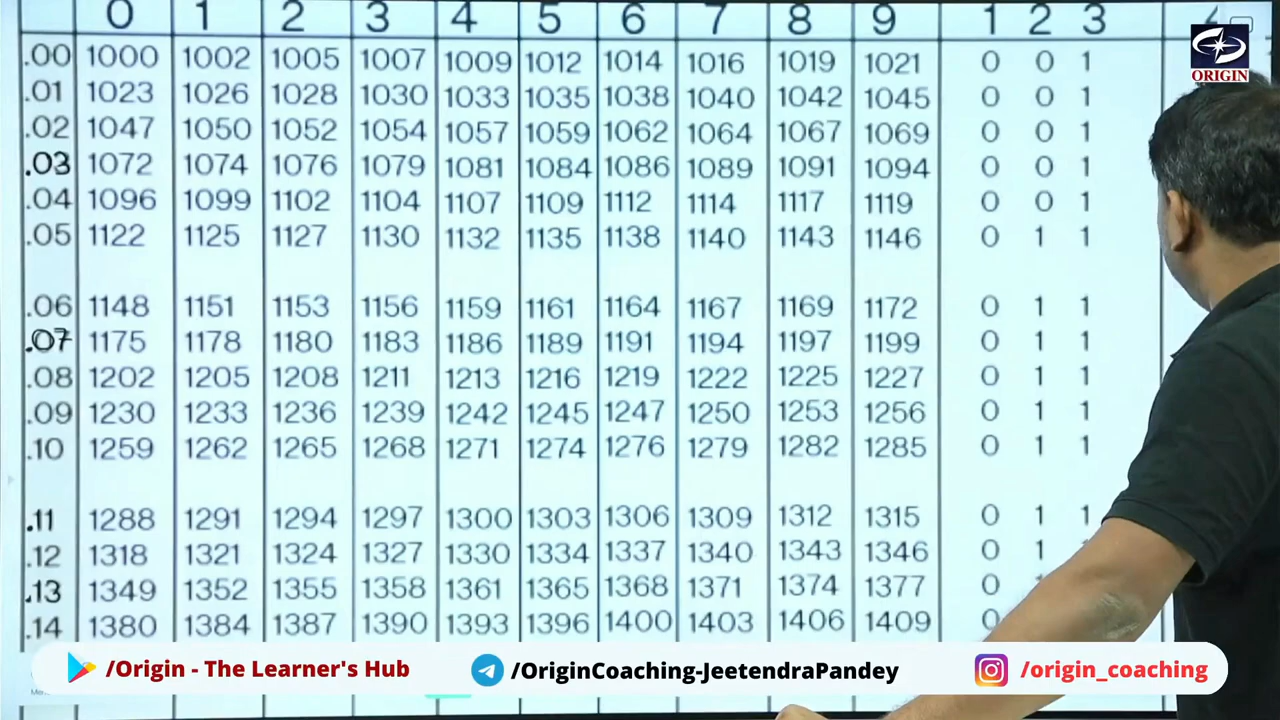 0 1 2 3 4 5 6 7 8 9 1 2 3
ORIGIN
.00 1000 1002 1005 1007 1009 1012 1014 1016 1019 1021 0 0 1
.01 1023 1026 1028 1030 1033 1035 1038 1040 1042 1045 0 0 1
.02 1047 1050 1052 1054 1057 1059 1062 1064 1067 1069 0 0 1
.03 1072 1074 1076 1079 1081 1084 1086 1089 1091 1094 0 0 1
.04 1096 1099 1102 1104 1107 1109 1112 1114 1117 1119 0 0 1
.05 1122 1125 1127 1130 1132 1135 1138 1140 1143 1146 0 1 1
.06 1148 1151 1153 1156 1159 1161 1164 1167 1169 1172 0 1 1
.07 1175 1178 1180 1183 1186 1189 1191 1194 1197 1199 0 1 1
.08 1202 1205 1208 1211 1213 1216 1219 1222 1225 1227 0 1 1
.09 1230 1233 1236 1239 1242 1245 1247 1250 1253 1256 0 1 1
.10 1259 1262 1265 1268 1271 1274 1276 1279 1282 1285 0 1 1
.11 1288 1291 1294 1297 1300 1303 1306 1309 1312 1315 0 1 1
.12 1318 1321 1324 1327 1330 1334 1337 1340 1343 1346 0 1
.13 1349 1352 1355 1358 1361 1365 1368 1371 1374 1377 0
.14 1380 1384 1387 1390 1393 1396 1400 1403 1406 1409
/Origin - The Learner's Hub /OriginCoaching-JeetendraPandey /origin_coaching